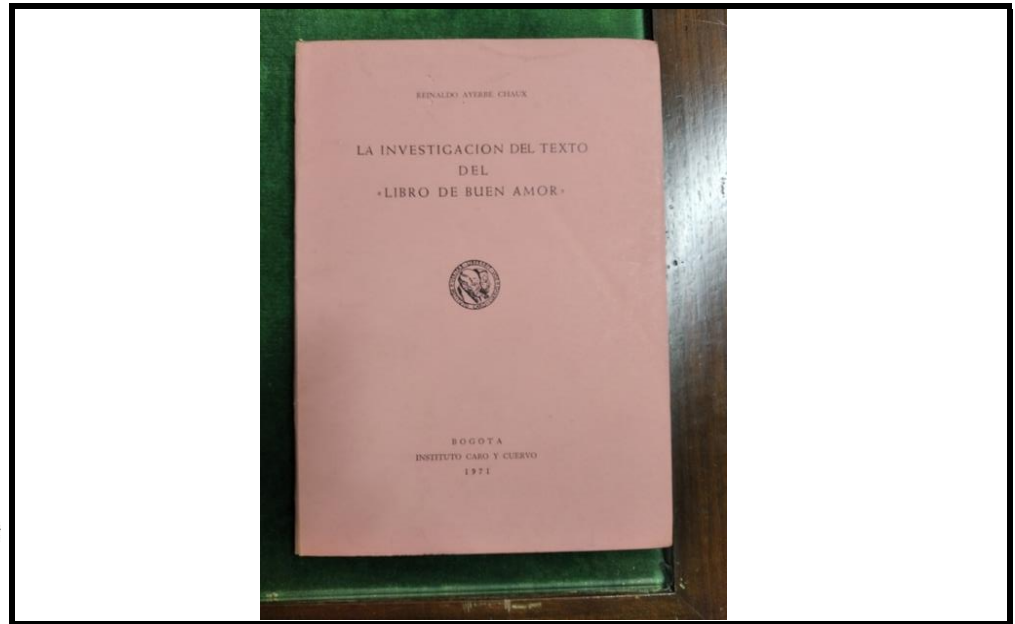 REINALDO AYERBE CHAUX
LA INVESTIGACION DEL TEXTO
DEL
«LIBRO DE BUEN AMOR»
BOGOTA
INSTITUTO CARO Y CUERVO
1971